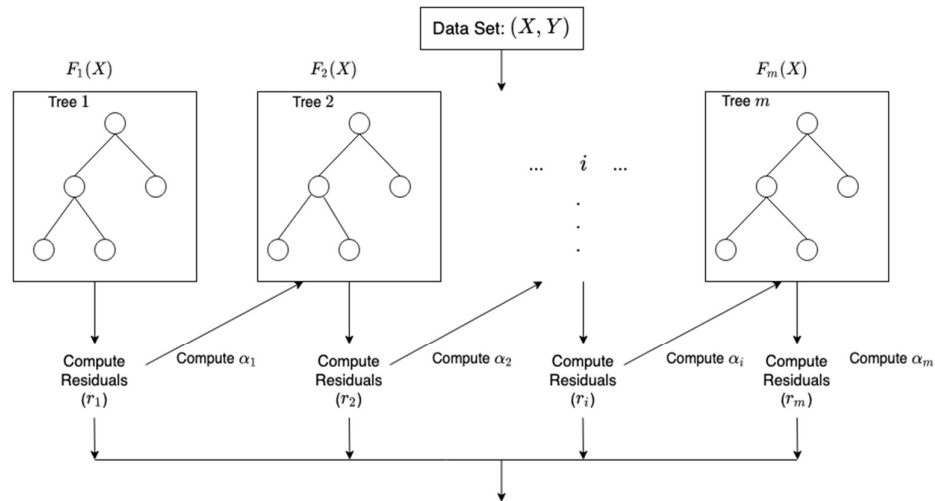 Data Set: (X, Y)
F₁(X)
F₂(X)
Fₘ(X)
Tree 1
Tree 2
Tree m
... i ...
.
.
.
Compute
Residuals
(r₁)
Compute α₁
Compute
Residuals
(r₂)
Compute α₂
Compute
Residuals
(rᵢ)
Compute αᵢ
Compute
Residuals
(rₘ)
Compute αₘ